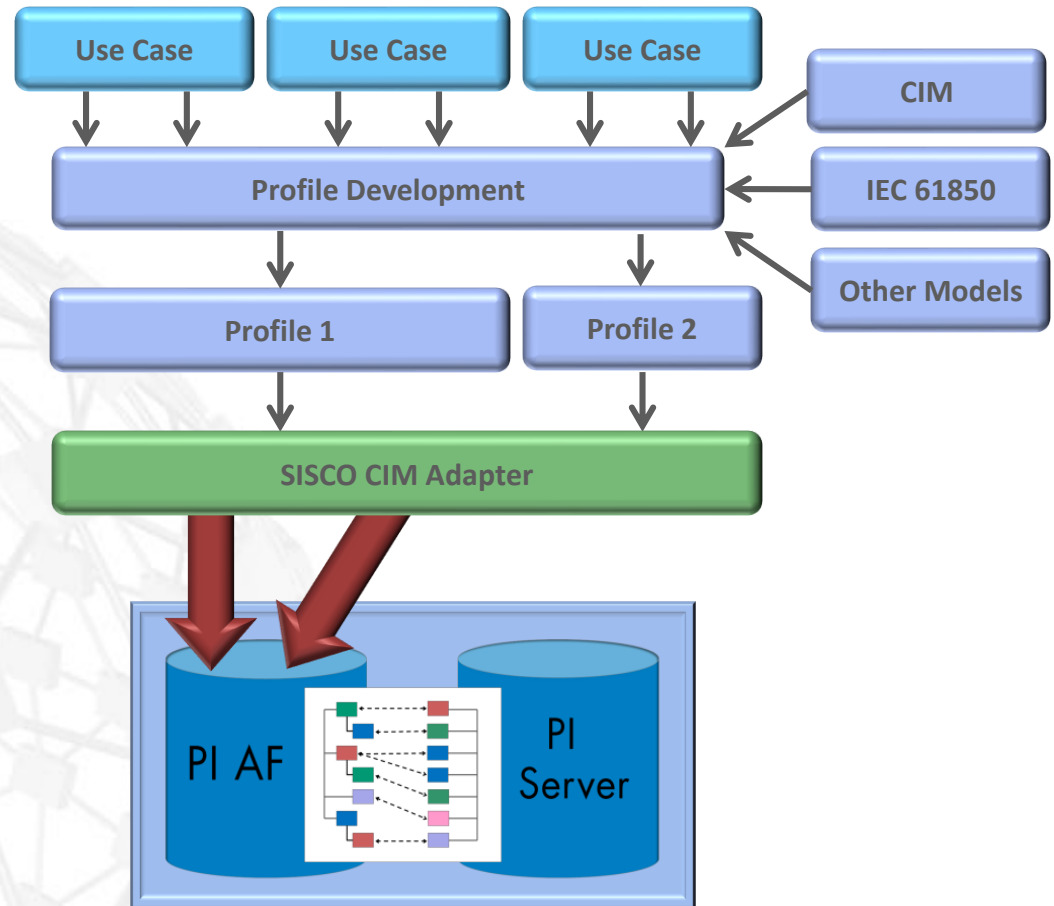 Use Case
Use Case
Use Case
CIM
Profile Development
IEC 61850
Other Models
Profile 1
Profile 2
SISCO CIM Adapter
PI AF
PI
Server